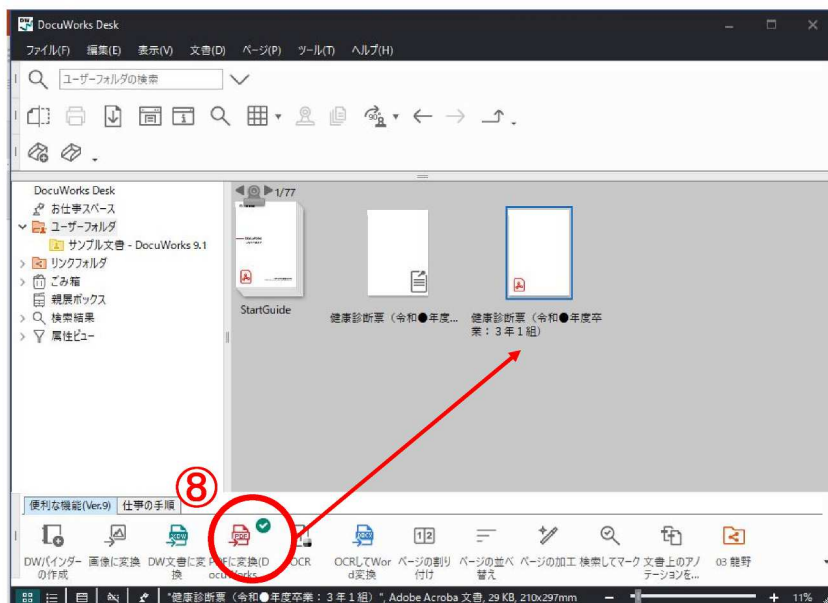 DocuWorks Desk
ファイル(F) 編集(E) 表示(V) 文書(D) ページ(P) ツール(T) ヘルプ(H)
ユーザーフォルダの検索
DocuWorks Desk
お仕事スペース
ユーザーフォルダ
サンプル文書 - DocuWorks 9.1
リンクフォルダ
ごみ箱
親展ボックス
検索結果
属性ビュー
1/77
StartGuide
健康診断票（令和●年度...
健康診断票（令和●年度卒
業：３年１組）
⑧
便利な機能(Ver.9) 仕事の手順
DWバインダー
の作成
画像に変換
DW文書に変
換
PDFに変換(D
ocuWorks
OCR
OCRしてWor
d変換
ページの割り
付け
ページの並べ
替え
ページの加工
検索してマーク
文書上のアノ
テーションを...
03 龍野
"健康診断票（令和●年度卒業：３年１組）", Adobe Acroba 文書, 29 KB, 210x297mm
11%